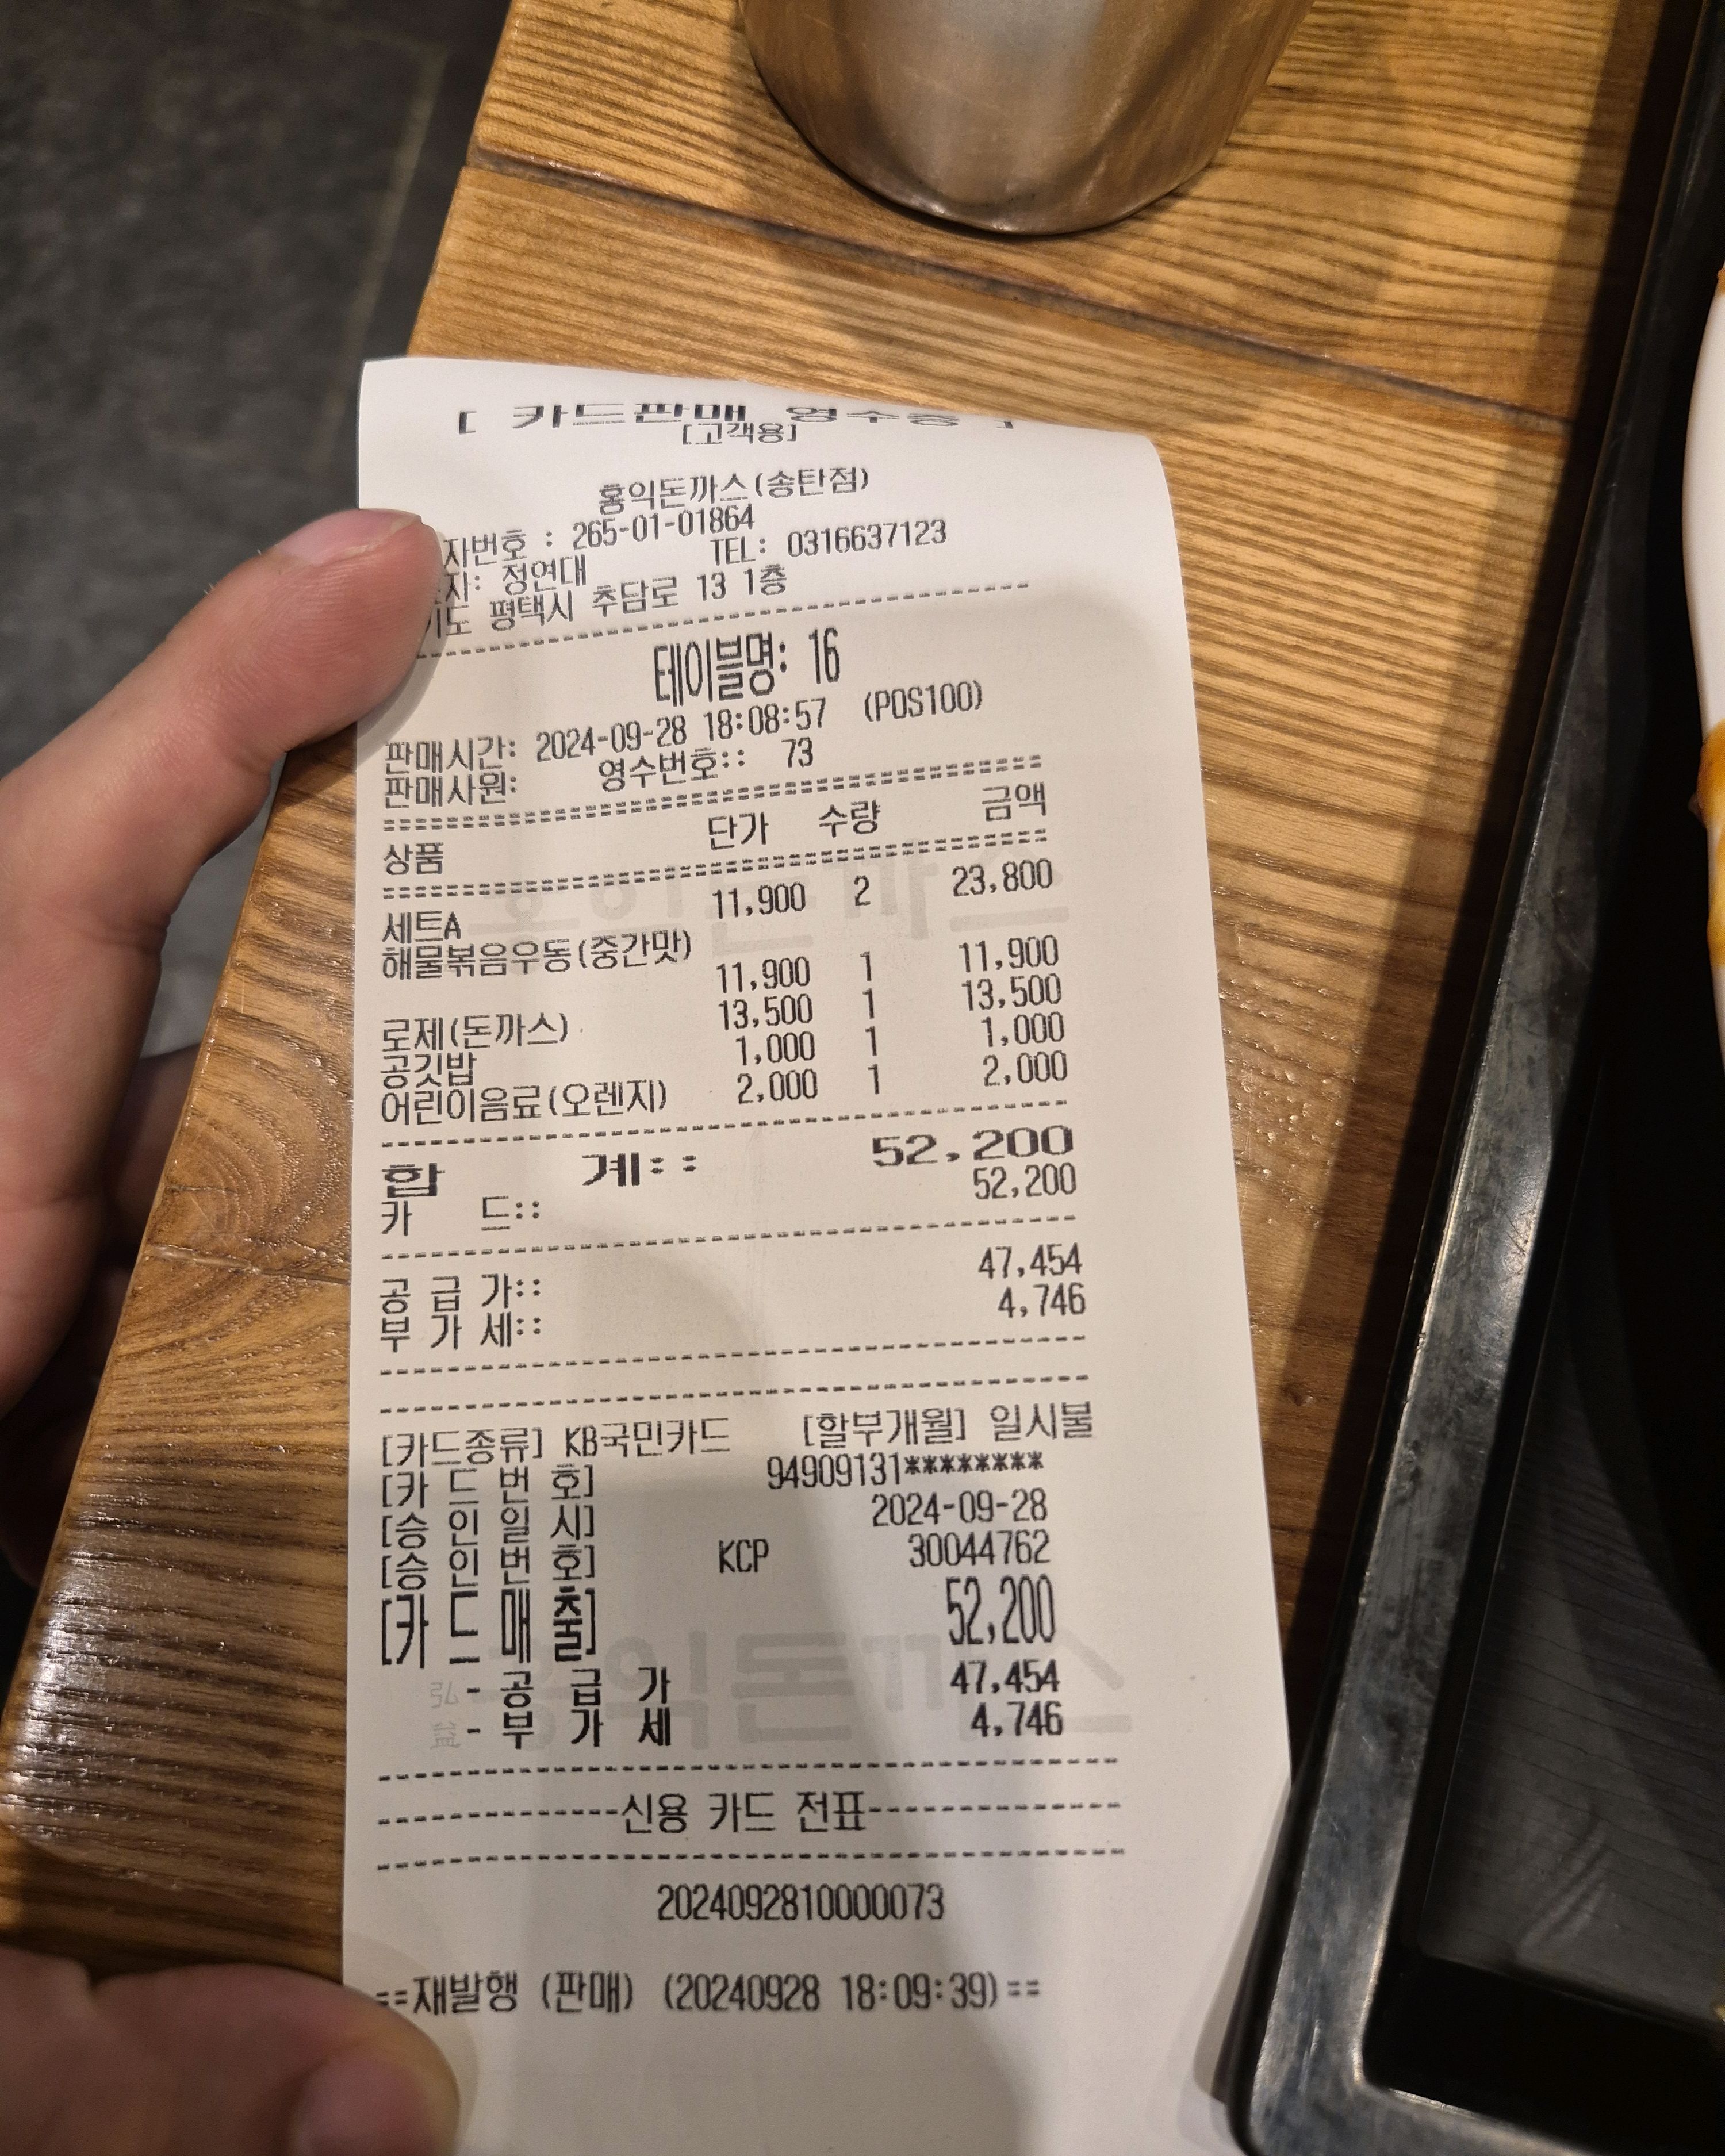 [ 카드판매 영수증 ]
[고객용]
홍익돈까스(송탄점)
자번호 : 265-01-01864
정연대 TEL: 0316637123
평택시 추담로 13 1층
테이블명: 16
판매시간: 2024-09-28 18:08:57 (POS100)
판매사원: 영수번호:: 73
상품 단가 수량 금액
세트A 11,900 2 23,800
해물볶음우동(중간맛)
11,900 1 11,900
로제(돈까스) 13,500 1 13,500
공깃밥 1,000 1 1,000
어린이음료(오렌지) 2,000 1 2,000
합 계:: 52,200
카 드:: 52,200
공 급 가:: 47,454
부 가 세:: 4,746
[카드종류] KB국민카드 [할부개월] 일시불
[카 드 번 호] 94909131********
[승 인 일 시] 2024-09-28
[승 인 번 호] KCP 30044762
[카 드 매 출] 52,200
- 공 급 가 47,454
- 부 가 세 4,746
-------------신용 카드 전표--------------
2024092810000073
==재발행 (판매) (20240928 18:09:39)==